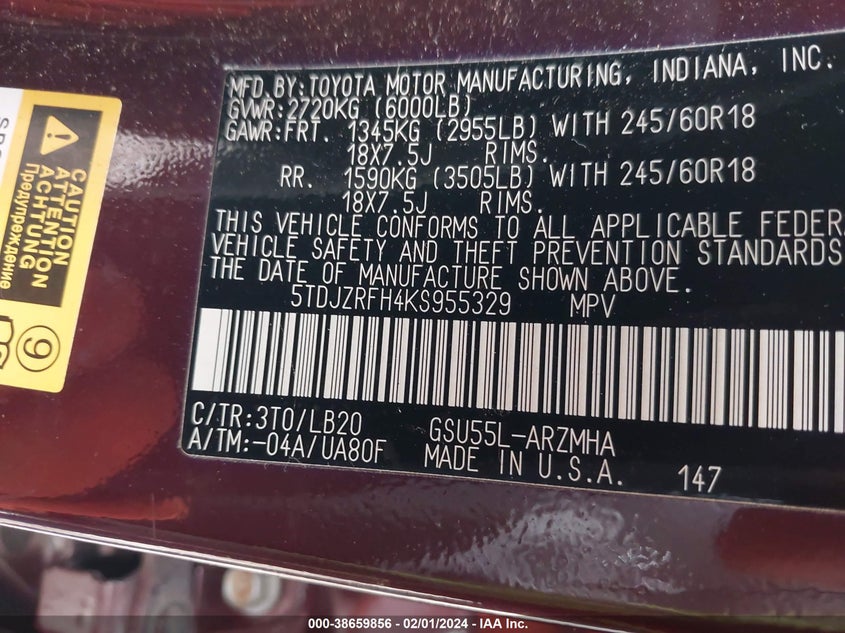 MFD.BY:TOYOTA MOTOR MANUFACTURING, INDIANA, INC.
GVWR:2720KG (6000LB)
GAWR:FRT. 1345KG (2955LB) WITH 245/60R18
18X7.5J RIMS.
RR. 1590KG (3505LB) WITH 245/60R18
18X7.5J RIMS.
THIS VEHICLE CONFORMS TO ALL APPLICABLE FEDERA
VEHICLE SAFETY AND THEFT PREVENTION STANDARDS
THE DATE OF MANUFACTURE SHOWN ABOVE.
5TDJZRFH4KS955329 MPV
C/TR:3T0/LB20 GSU55L-ARZMHA
A/TM:-04A/UA80F MADE IN U.S.A. 147
CAUTION
ATTENTION
ACHTUNG
Предупреждение
9
000-38659856 - 02/01/2024 - IAA Inc.